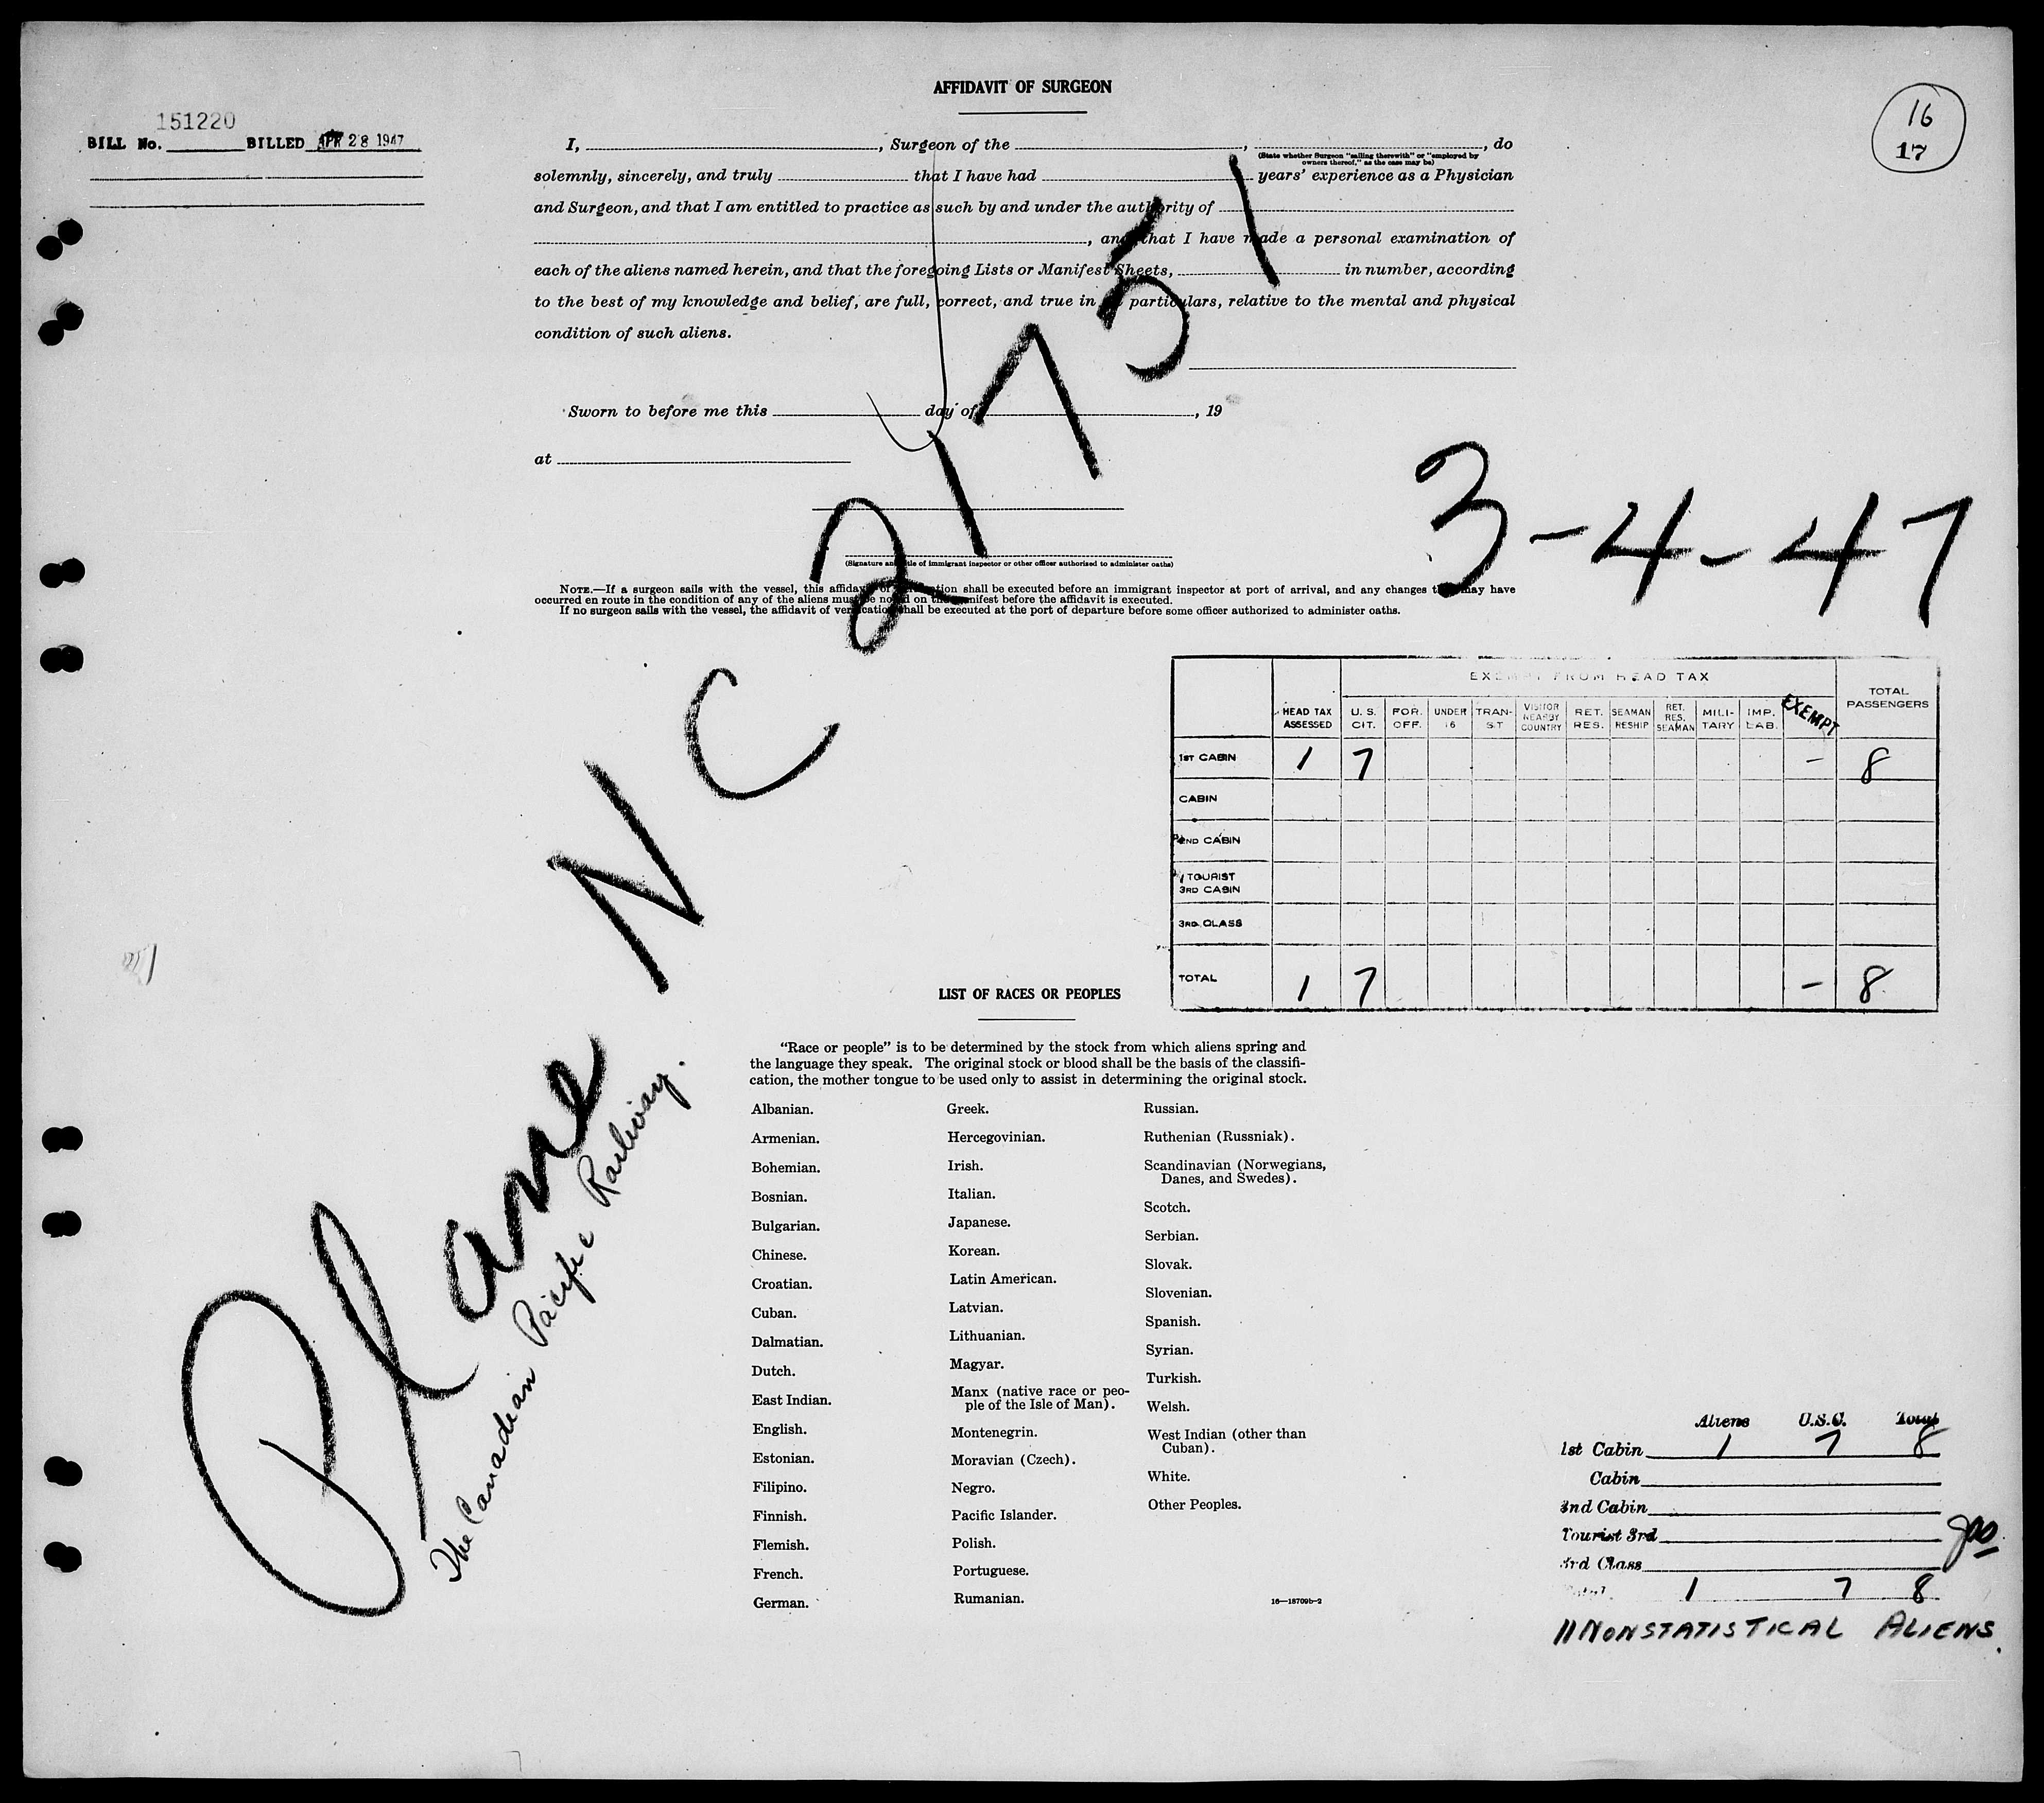 AFFIDAVIT OF SURGEON
16
17
151220
BILL No. BILLED APR 28 1947
I, , Surgeon of the , , do
(State whether Surgeon "sailing therewith" or "employed by owners thereof," as the case may be)
solemnly, sincerely, and truly that I have had years' experience as a Physician
and Surgeon, and that I am entitled to practice as such by and under the authority of
, and that I have made a personal examination of
each of the aliens named herein, and that the foregoing Lists or Manifest Sheets, in number, according
to the best of my knowledge and belief, are full, correct, and true in particulars, relative to the mental and physical
condition of such aliens.
Sworn to before me this day of , 19
at
(Signature and title of immigrant inspector or other officer authorized to administer oaths)
NOTE.—If a surgeon sails with the vessel, this affidavit of verification shall be executed before an immigrant inspector at port of arrival, and any changes that may have
occurred en route in the condition of any of the aliens must be noted on the manifest before the affidavit is executed.
If no surgeon sails with the vessel, the affidavit of verification shall be executed at the port of departure before some officer authorized to administer oaths.
3-4-47
Plane NC 21751
The Canadian Pacific Railway.
EXEMPT FROM HEAD TAX
HEAD TAX ASSESSED U. S. CIT. FOR. OFF. UNDER 16 TRANSIT VISITOR NEARBY COUNTRY RET. RES. SEAMAN RESHIP RET. RES. SEAMAN MILITARY IMP. LAB. EXEMPT TOTAL PASSENGERS
1ST CABIN 1 7 - 8
CABIN
2ND CABIN
TOURIST
3RD CABIN
3RD CLASS
TOTAL 1 7 - 8
LIST OF RACES OR PEOPLES
"Race or people" is to be determined by the stock from which aliens spring and
the language they speak. The original stock or blood shall be the basis of the classifi-
cation, the mother tongue to be used only to assist in determining the original stock.
Albanian.
Armenian.
Bohemian.
Bosnian.
Bulgarian.
Chinese.
Croatian.
Cuban.
Dalmatian.
Dutch.
East Indian.
English.
Estonian.
Filipino.
Finnish.
Flemish.
French.
German.
Greek.
Hercegovinian.
Irish.
Italian.
Japanese.
Korean.
Latin American.
Latvian.
Lithuanian.
Magyar.
Manx (native race or peo-
ple of the Isle of Man).
Montenegrin.
Moravian (Czech).
Negro.
Pacific Islander.
Polish.
Portuguese.
Rumanian.
Russian.
Ruthenian (Russniak).
Scandinavian (Norwegians,
Danes, and Swedes).
Scotch.
Serbian.
Slovak.
Slovenian.
Spanish.
Syrian.
Turkish.
Welsh.
West Indian (other than
Cuban).
White.
Other Peoples.
16—18709b-2
Aliens U.S.C. Total
1st Cabin 1 7 8
Cabin
2nd Cabin
Tourist 3rd
3rd Class
Total 1 7 8
11 NONSTATISTICAL ALIENS.